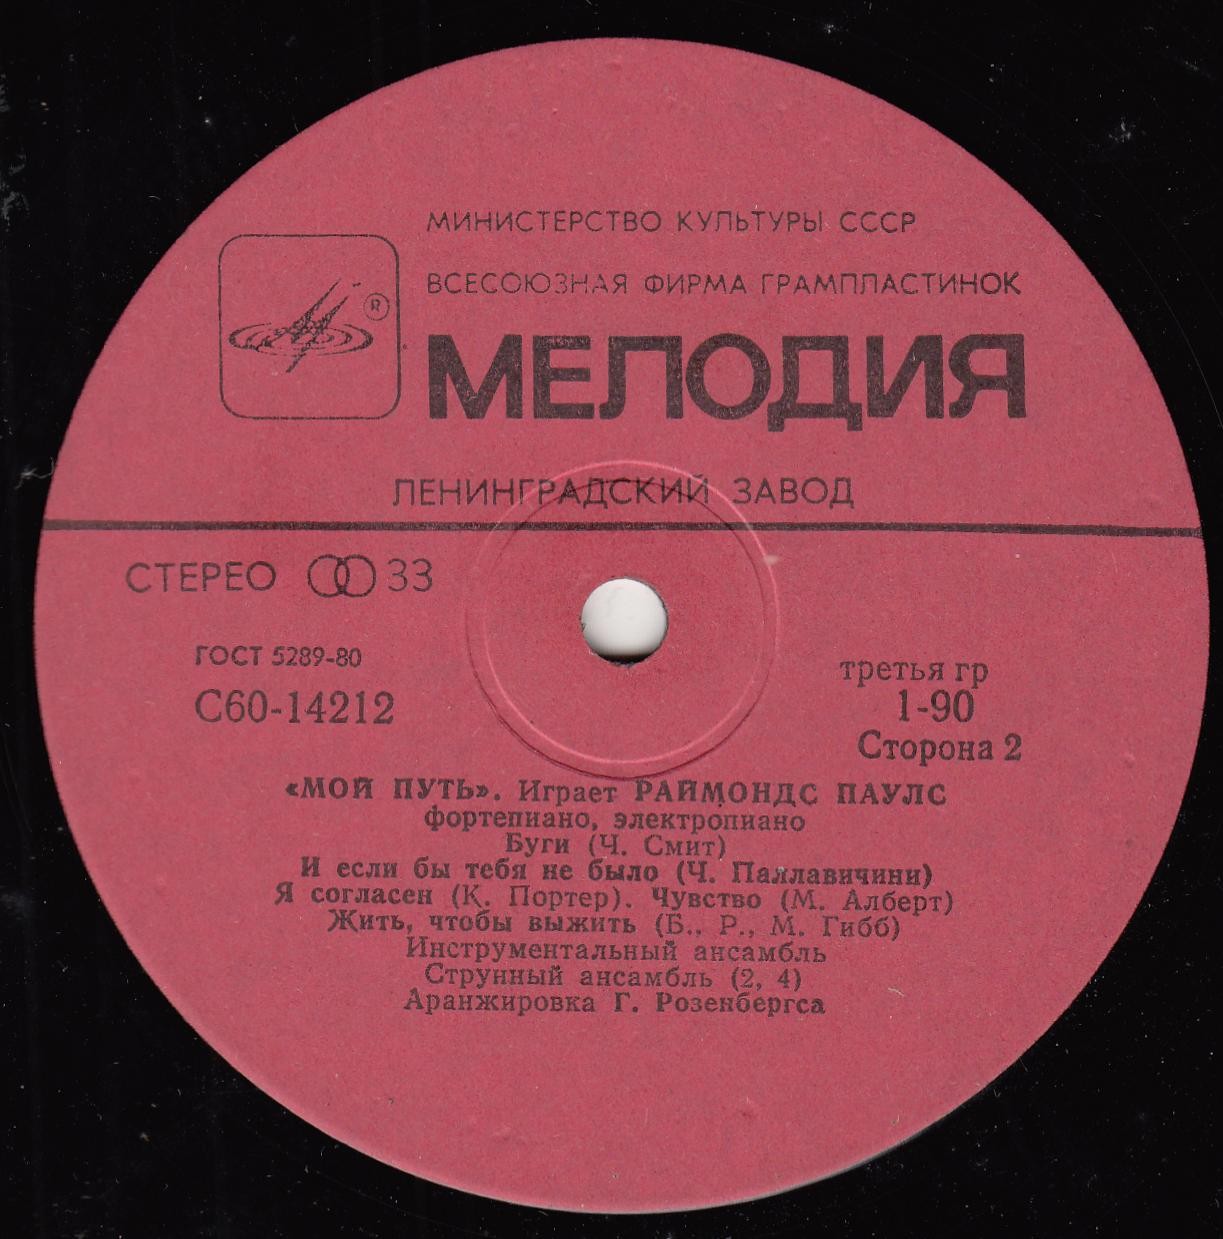 МИНИСТЕРСТВО КУЛЬТУРЫ СССР
ВСЕСОЮЗНАЯ ФИРМА ГРАМПЛАСТИНОК
®
МЕЛОДИЯ
ЛЕНИНГРАДСКИЙ ЗАВОД
СТЕРЕО 33
ГОСТ 5289-80
С60-14212
третья гр
1-90
Сторона 2
«МОЙ ПУТЬ». Играет РАЙМОНДС ПАУЛС
фортепиано, электропиано
Буги (Ч. Смит)
И если бы тебя не было (Ч. Паллавичини)
Я согласен (К. Портер). Чувство (М. Алберт)
Жить, чтобы выжить (Б., Р., М. Гибб)
Инструментальный ансамбль
Струнный ансамбль (2, 4)
Аранжировка Г. Розенбергса